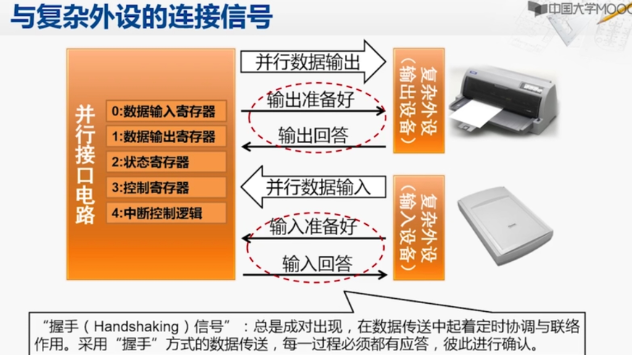 与复杂外设的连接信号
中国大学MOOC
并行接口电路
0:数据输入寄存器
1:数据输出寄存器
2:状态寄存器
3:控制寄存器
4:中断控制逻辑
并行数据输出
输出准备好
输出回答
复杂外设
（输出设备）
并行数据输入
输入准备好
输入回答
复杂外设
（输入设备）
“握手（Handshaking）信号”：总是成对出现，在数据传送中起着定时协调与联络
作用。采用“握手”方式的数据传送，每一过程必须都有应答，彼此进行确认。